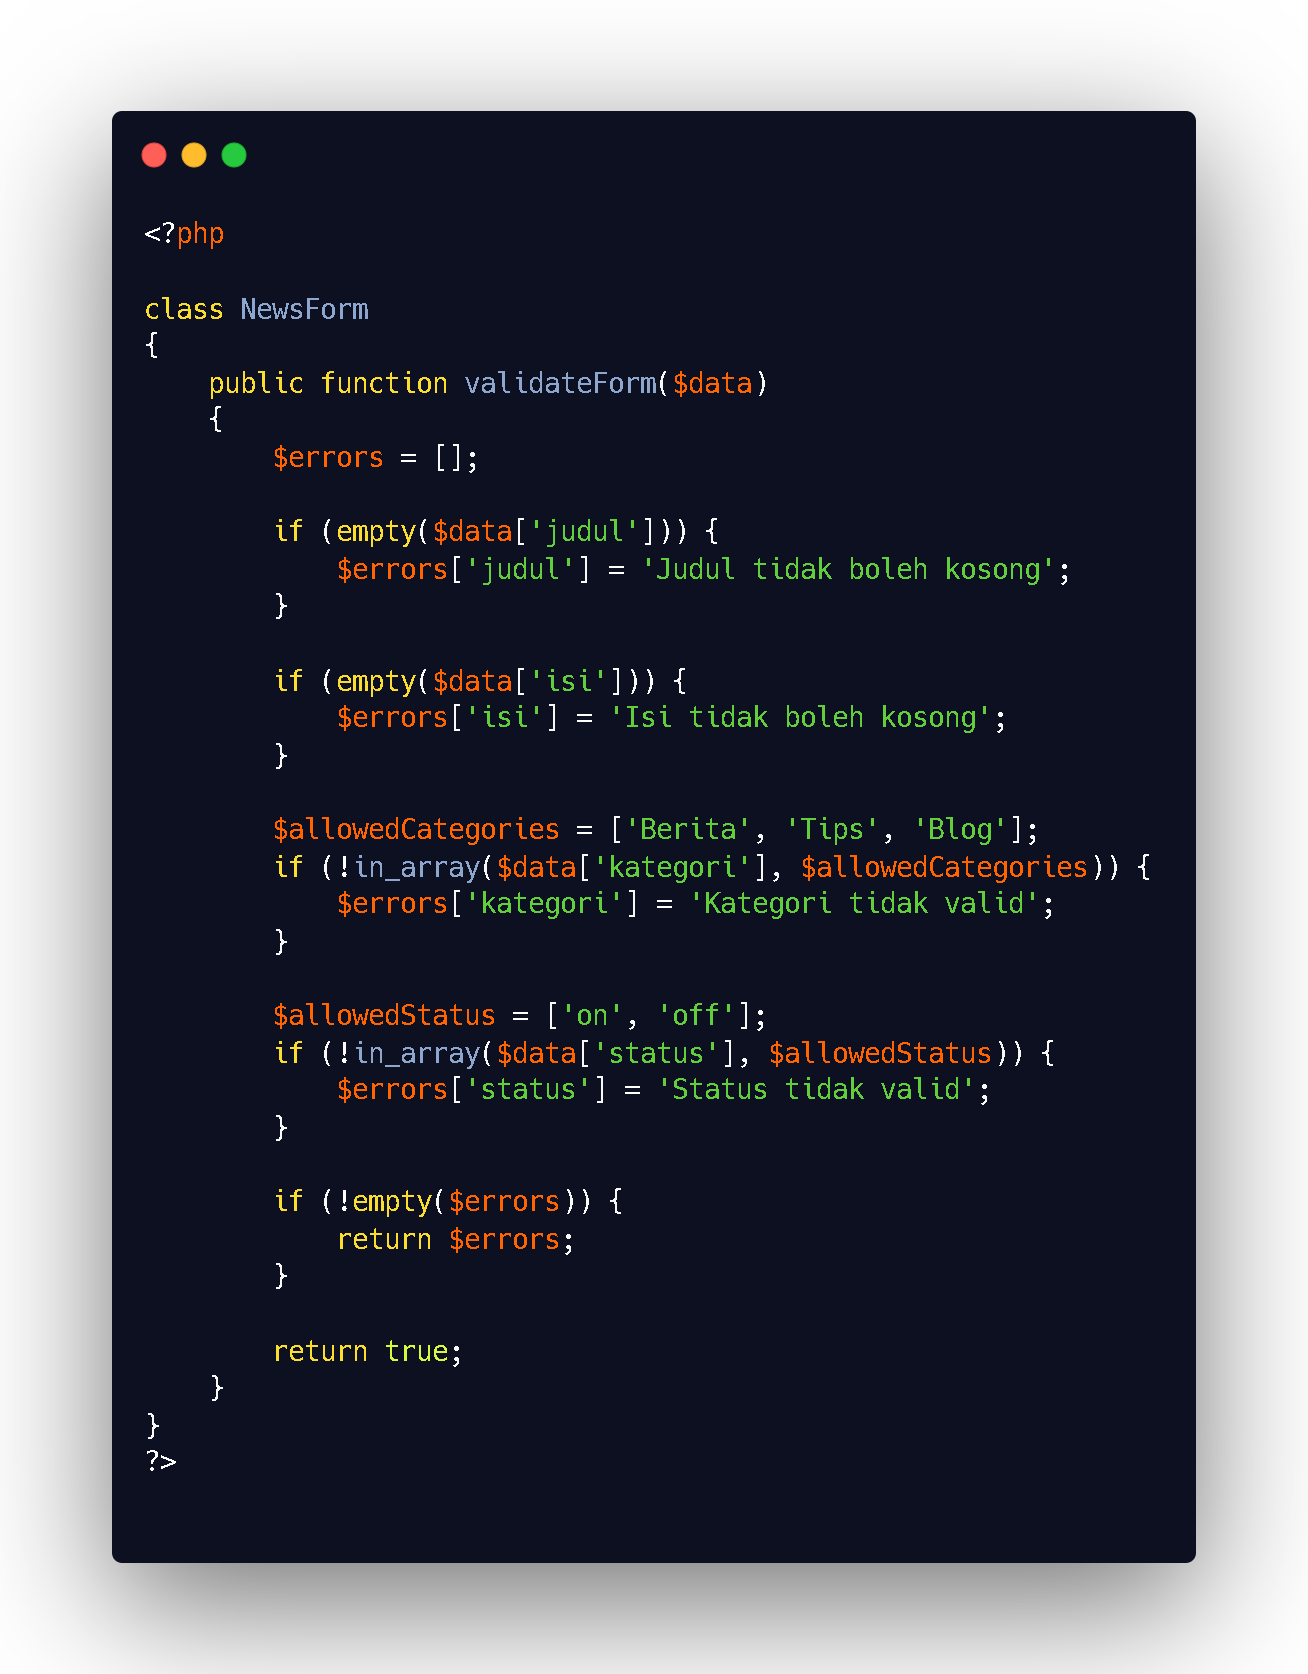 <?php

class NewsForm
{
    public function validateForm($data)
    {
        $errors = [];

        if (empty($data['judul'])) {
            $errors['judul'] = 'Judul tidak boleh kosong';
        }

        if (empty($data['isi'])) {
            $errors['isi'] = 'Isi tidak boleh kosong';
        }

        $allowedCategories = ['Berita', 'Tips', 'Blog'];
        if (!in_array($data['kategori'], $allowedCategories)) {
            $errors['kategori'] = 'Kategori tidak valid';
        }

        $allowedStatus = ['on', 'off'];
        if (!in_array($data['status'], $allowedStatus)) {
            $errors['status'] = 'Status tidak valid';
        }

        if (!empty($errors)) {
            return $errors;
        }

        return true;
    }
}
?>